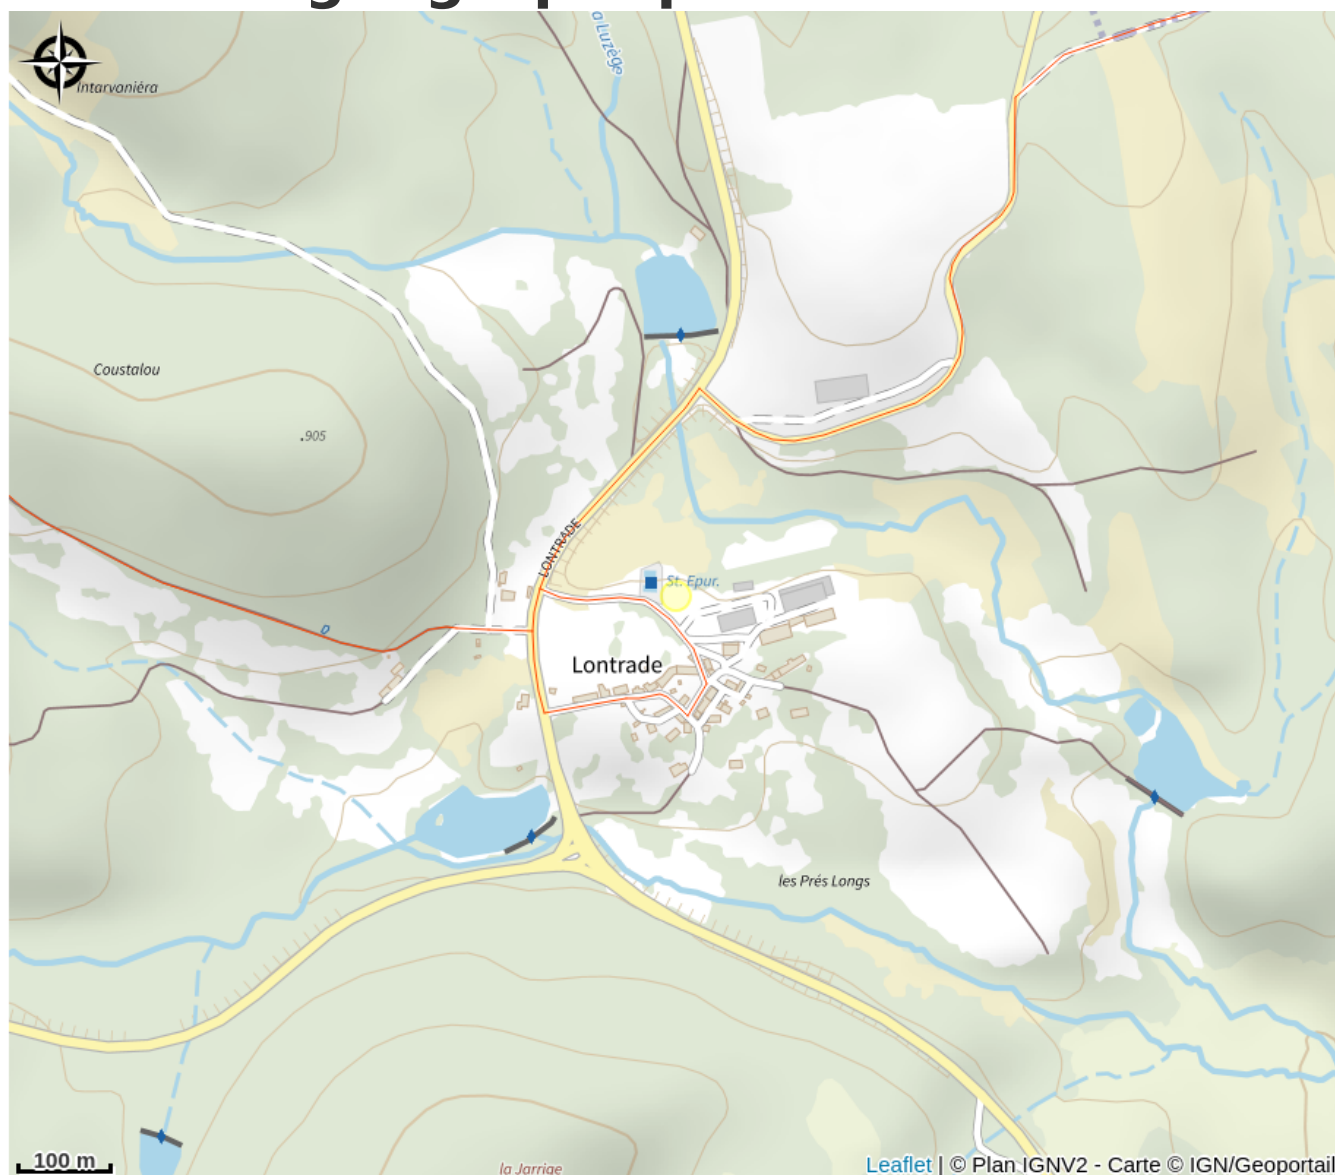 la Luzège
Intarvaniéra
Coustalou
.905
LONTRADE
St. Epur.
Lontrade
les Prés Longs
la Jarrige
100 m
Leaflet | © Plan IGNV2 - Carte © IGN/Geoportail